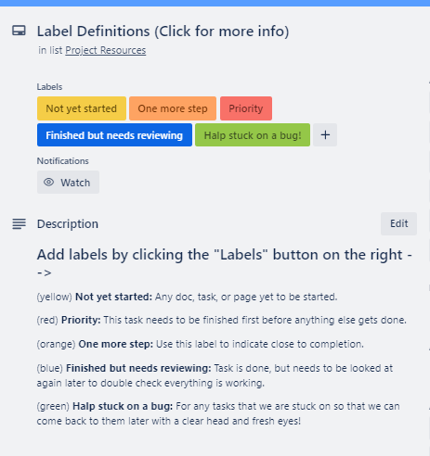 Label Definitions (Click for more info)
in list Project Resources
Labels
Not yet started One more step Priority
Finished but needs reviewing Halp stuck on a bug! +
Notifications
Watch
Description Edit
Add labels by clicking the "Labels" button on the right -
->
(yellow) Not yet started: Any doc, task, or page yet to be started.
(red) Priority: This task needs to be finished first before anything else gets done.
(orange) One more step: Use this label to indicate close to completion.
(blue) Finished but needs reviewing: Task is done, but needs to be looked at
again later to double check everything is working.
(green) Halp stuck on a bug: For any tasks that we are stuck on so that we can
come back to them later with a clear head and fresh eyes!